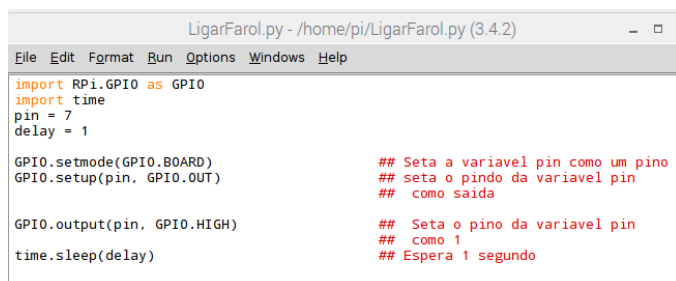 LigarFarol.py - /home/pi/LigarFarol.py (3.4.2)
File Edit Format Run Options Windows Help
import RPi.GPIO as GPIO
import time
pin = 7
delay = 1
GPIO.setmode(GPIO.BOARD) ## Seta a variavel pin como um pino
GPIO.setup(pin, GPIO.OUT) ## seta o pindo da variavel pin
## como saida
GPIO.output(pin, GPIO.HIGH) ## Seta o pino da variavel pin
## como 1
time.sleep(delay) ## Espera 1 segundo